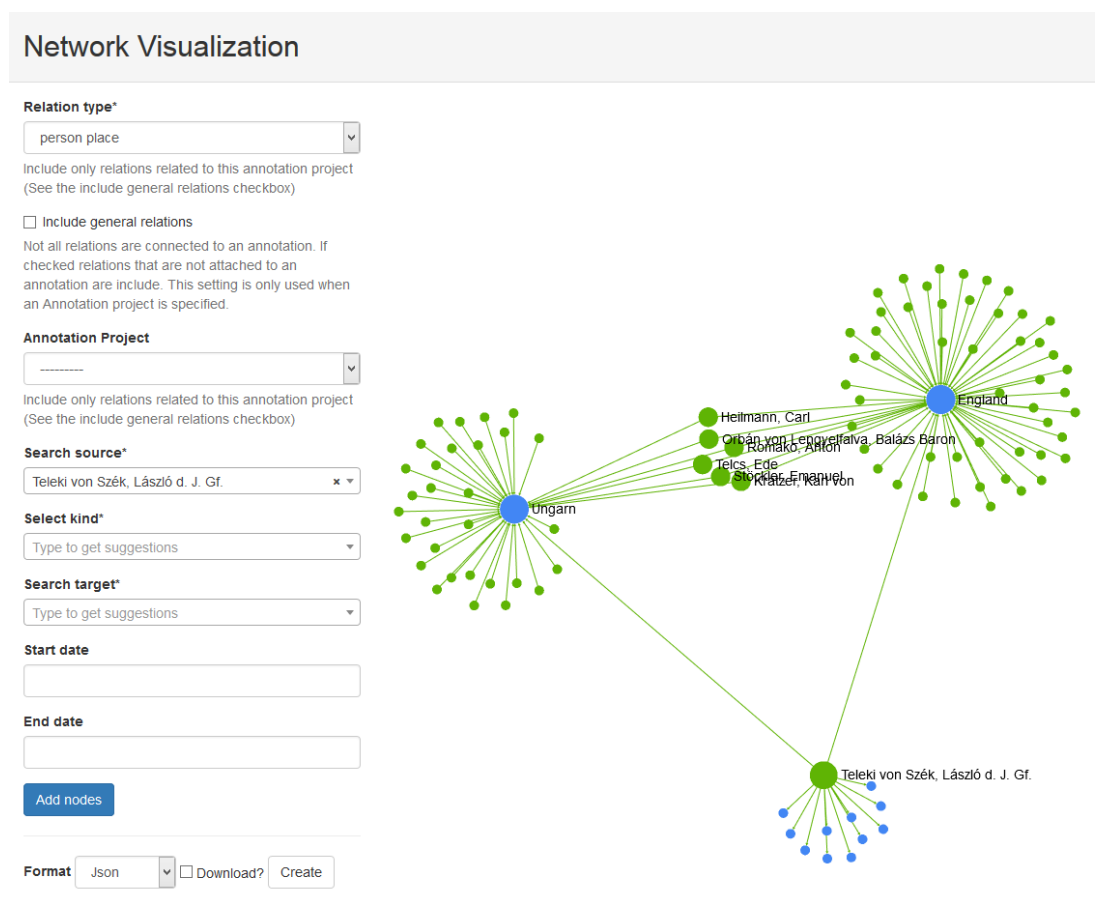 Network Visualization
Relation type*
person place
Include only relations related to this annotation project
(See the include general relations checkbox)
Include general relations
Not all relations are connected to an annotation. If
checked relations that are not attached to an
annotation are include. This setting is only used when
an Annotation project is specified.
Annotation Project
---------
Include only relations related to this annotation project
(See the include general relations checkbox)
Search source*
Teleki von Szék, László d. J. Gf.
Select kind*
Type to get suggestions
Search target*
Type to get suggestions
Start date
End date
Add nodes
Format
Json
Download?
Create
England
Heilmann, Carl
Orbán von Lengyelfalva, Balázs Baron
Romako, Anton
Telcs, Ede
Stöckler, Emanuel
Kratzer, Karl von
Ungarn
Teleki von Szék, László d. J. Gf.